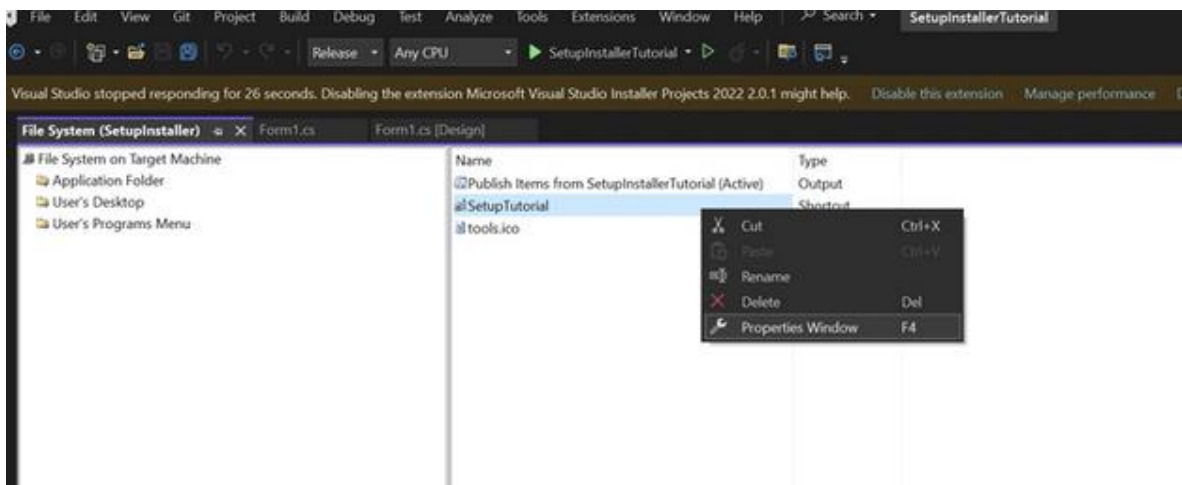 File Edit View Git Project Build Debug Test Analyze Tools Extensions Window Help Search SetupInstallerTutorial
Release Any CPU SetupInstallerTutorial
Visual Studio stopped responding for 26 seconds. Disabling the extension Microsoft Visual Studio Installer Projects 2022 2.0.1 might help. Disable this extension Manage performance
File System (SetupInstaller) Form1.cs Form1.cs [Design]
File System on Target Machine
Application Folder
User's Desktop
User's Programs Menu
Name Type
Publish Items from SetupInstallerTutorial (Active) Output
SetupTutorial Shortcut
tools.ico
Cut Ctrl+X
Paste Ctrl+V
Rename
Delete Del
Properties Window F4